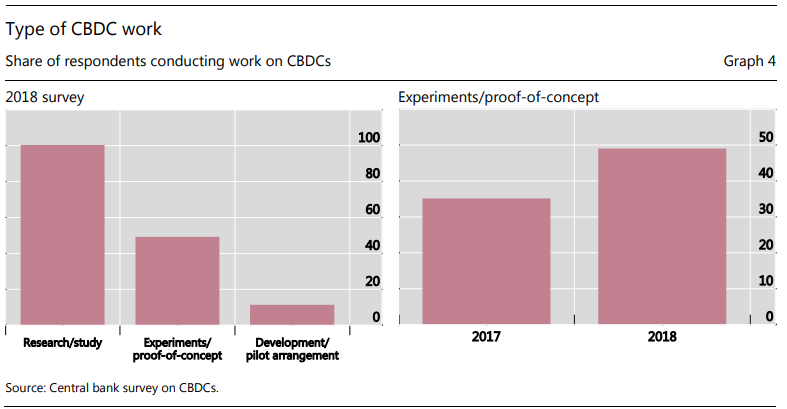 Type of CBDC work
Share of respondents conducting work on CBDCs
Graph 4
2018 survey
100
80
60
40
20
0
Research/study
Experiments/
proof-of-concept
Development/
pilot arrangement
Experiments/proof-of-concept
50
40
30
20
10
0
2017
2018
Source: Central bank survey on CBDCs.